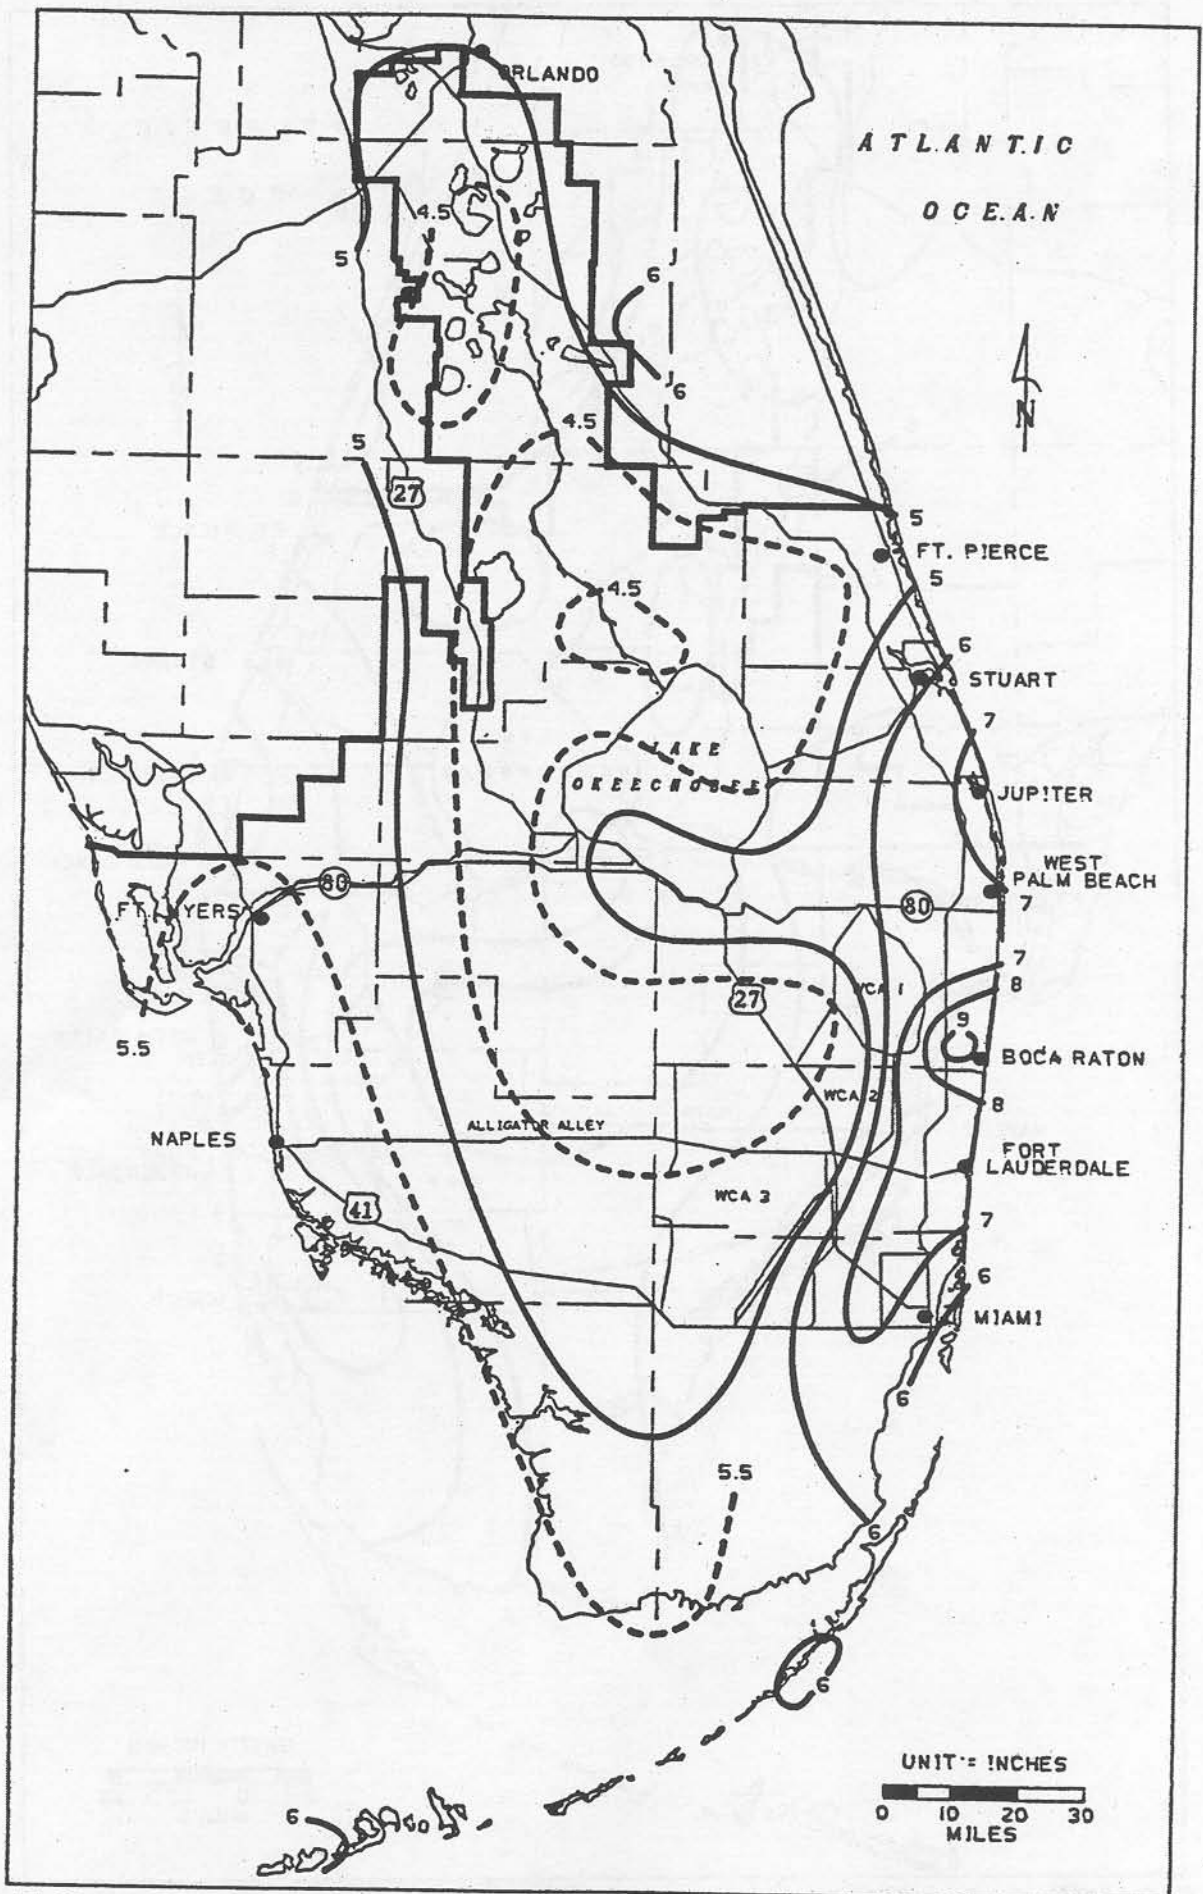 ORLANDO
ATLANTIC
OCEAN
4.5
5
6
6
N
4.5
5
27
5
FT. PIERCE
5
4.5
6
STUART
7
LAKE
OKEECHOBEE
JUPITER
WEST
PALM BEACH
7
80
80
FT. MYERS
7
8
WCA 1
27
9
5.5
BOCA RATON
WCA 2
8
ALLIGATOR ALLEY
NAPLES
FORT
LAUDERDALE
WCA 3
41
7
6
6
MIAMI
6
5.5
6
6
UNIT = INCHES
0 10 20 30
MILES
6